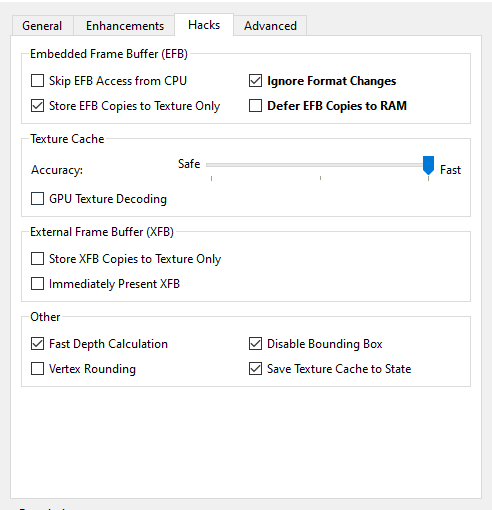 General Enhancements Hacks Advanced
Embedded Frame Buffer (EFB)
Skip EFB Access from CPU Ignore Format Changes
Store EFB Copies to Texture Only Defer EFB Copies to RAM
Texture Cache
Accuracy: Safe Fast
GPU Texture Decoding
External Frame Buffer (XFB)
Store XFB Copies to Texture Only
Immediately Present XFB
Other
Fast Depth Calculation Disable Bounding Box
Vertex Rounding Save Texture Cache to State